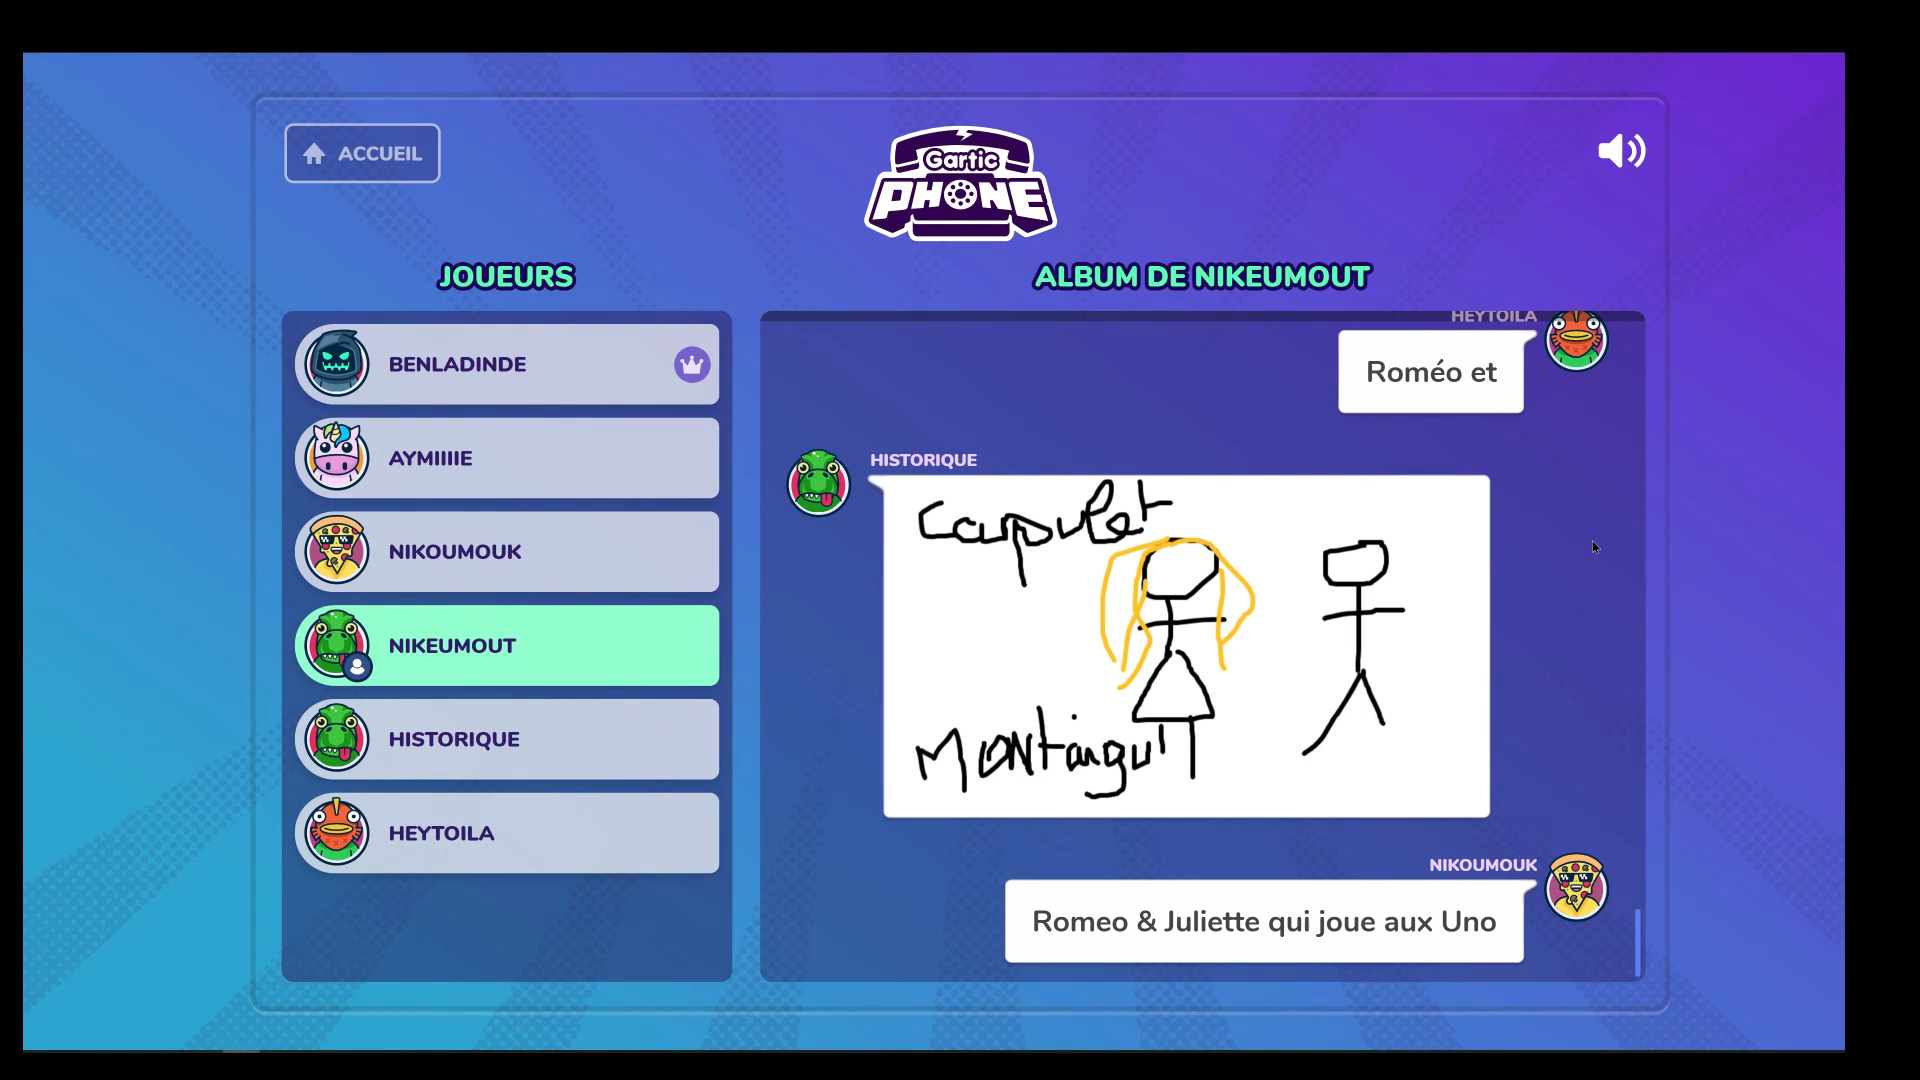 ACCUEIL
Gartic
PHONE
JOUEURS
BENLADINDE
AYMIIIIE
NIKOUMOUK
NIKEUMOUT
HISTORIQUE
HEYTOILA
ALBUM DE NIKEUMOUT
HEYTOILA
Roméo et
HISTORIQUE
Capulet
Montaigu
NIKOUMOUK
Romeo & Juliette qui joue aux Uno